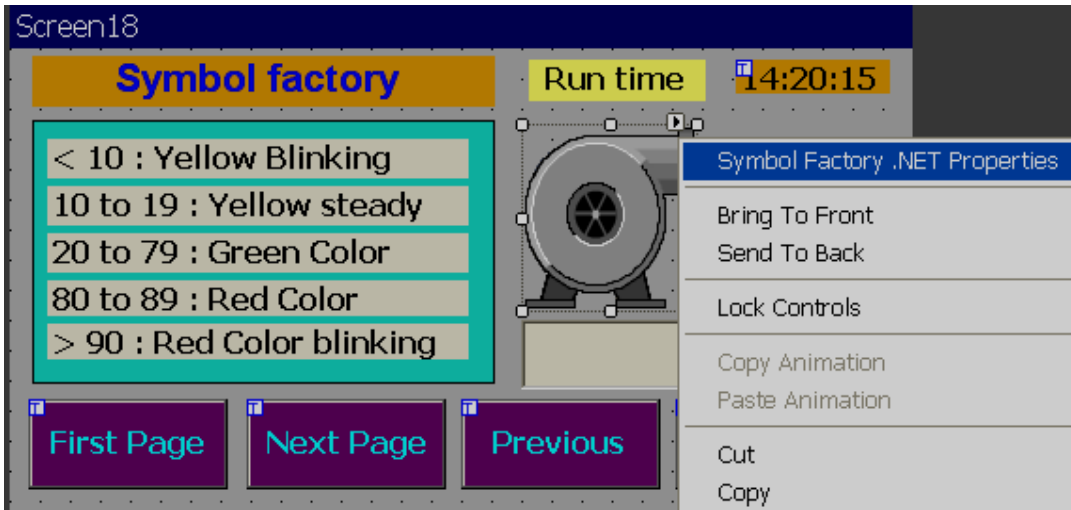 Screen18
Symbol factory
Run time
T
14:20:15
< 10 : Yellow Blinking
10 to 19 : Yellow steady
20 to 79 : Green Color
80 to 89 : Red Color
> 90 : Red Color blinking
Symbol Factory .NET Properties
Bring To Front
Send To Back
Lock Controls
Copy Animation
Paste Animation
Cut
Copy
T
First Page
T
Next Page
T
Previous